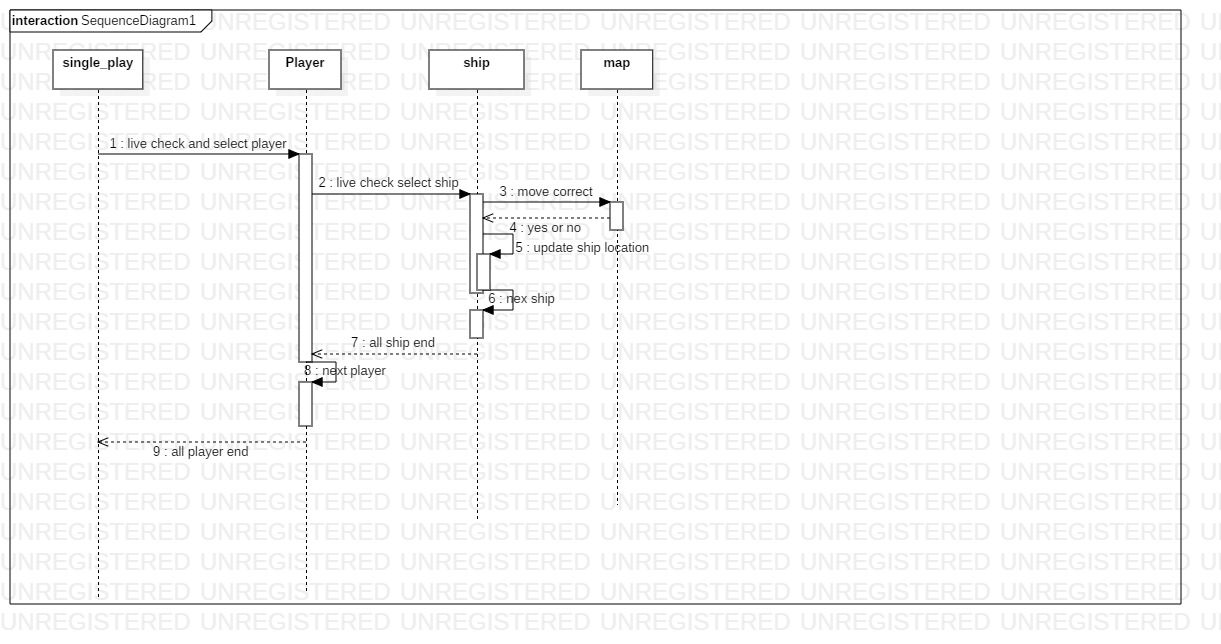 interaction SequenceDiagram1
single_play
Player
ship
map
1 : live check and select player
2 : live check select ship
3 : move correct
4 : yes or no
5 : update ship location
6 : nex ship
7 : all ship end
8 : next player
9 : all player end
UNREGISTERED